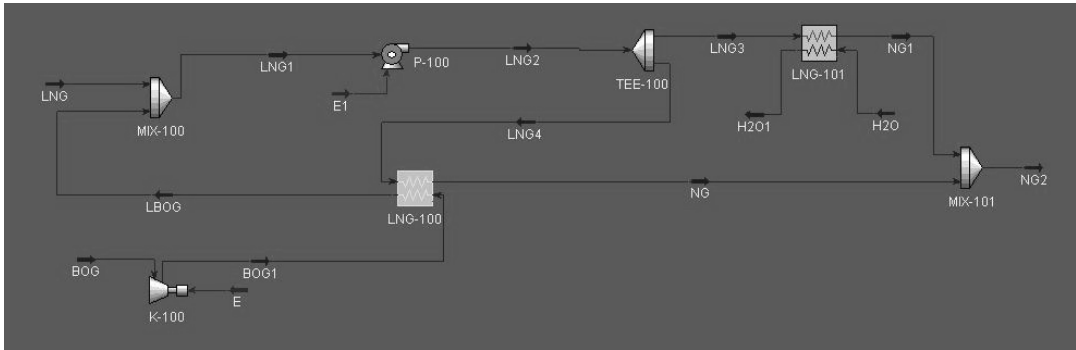 LNG3
NG1
LNG1
P-100
LNG2
LNG-101
TEE-100
LNG
E1
MIX-100
LNG4
H2O1
H2O
NG
NG2
MIX-101
LBOG
LNG-100
BOG
BOG1
E
K-100